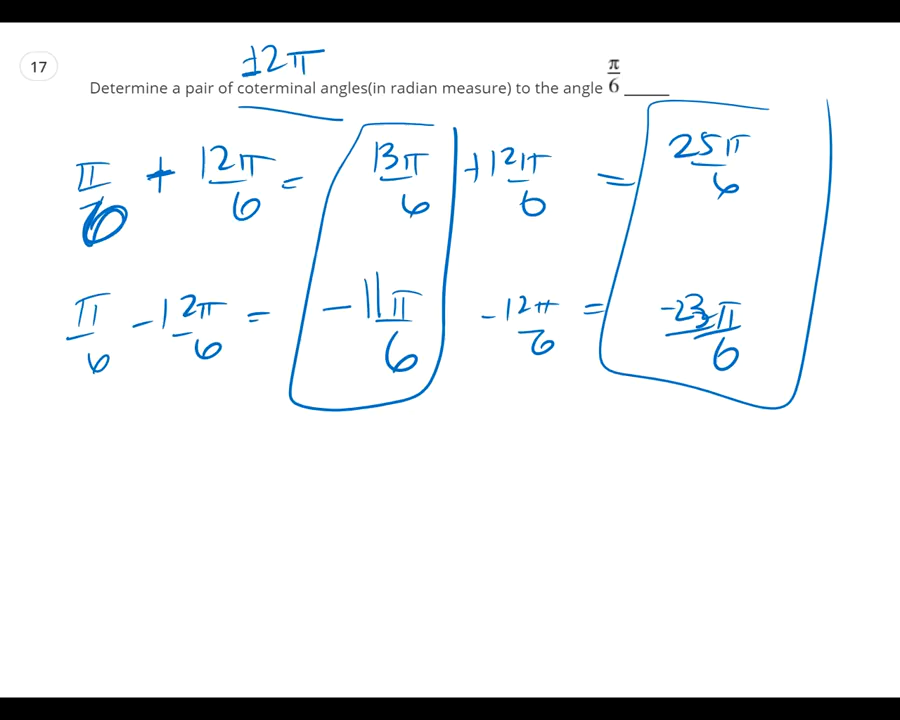 17
±2π
Determine a pair of coterminal angles(in radian measure) to the angle π/6 _____
π/6 + 12π/6 = 13π/6 +12π/6 = 25π/6
π/6 -12π/6 = -11π/6 -12π/6 = -23π/6